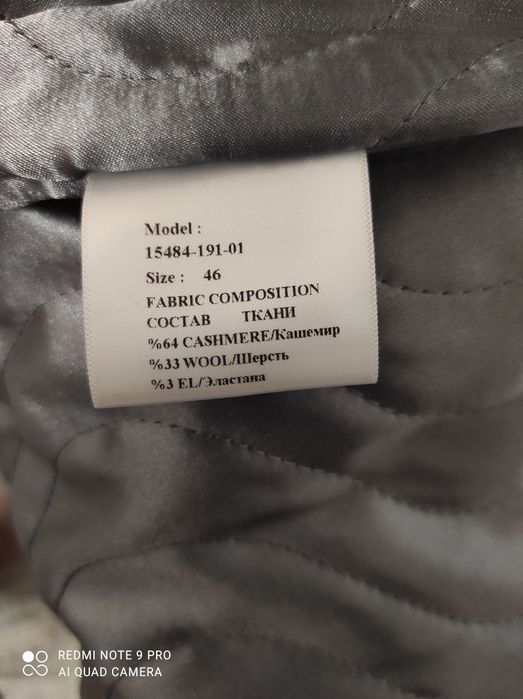 Model :
15484-191-01
Size : 46
FABRIC COMPOSITION
СОСТАВ ТКАНИ
%64 CASHMERE/Кашемир
%33 WOOL/Шерсть
%3 EL/Эластана
REDMI NOTE 9 PRO
AI QUAD CAMERA